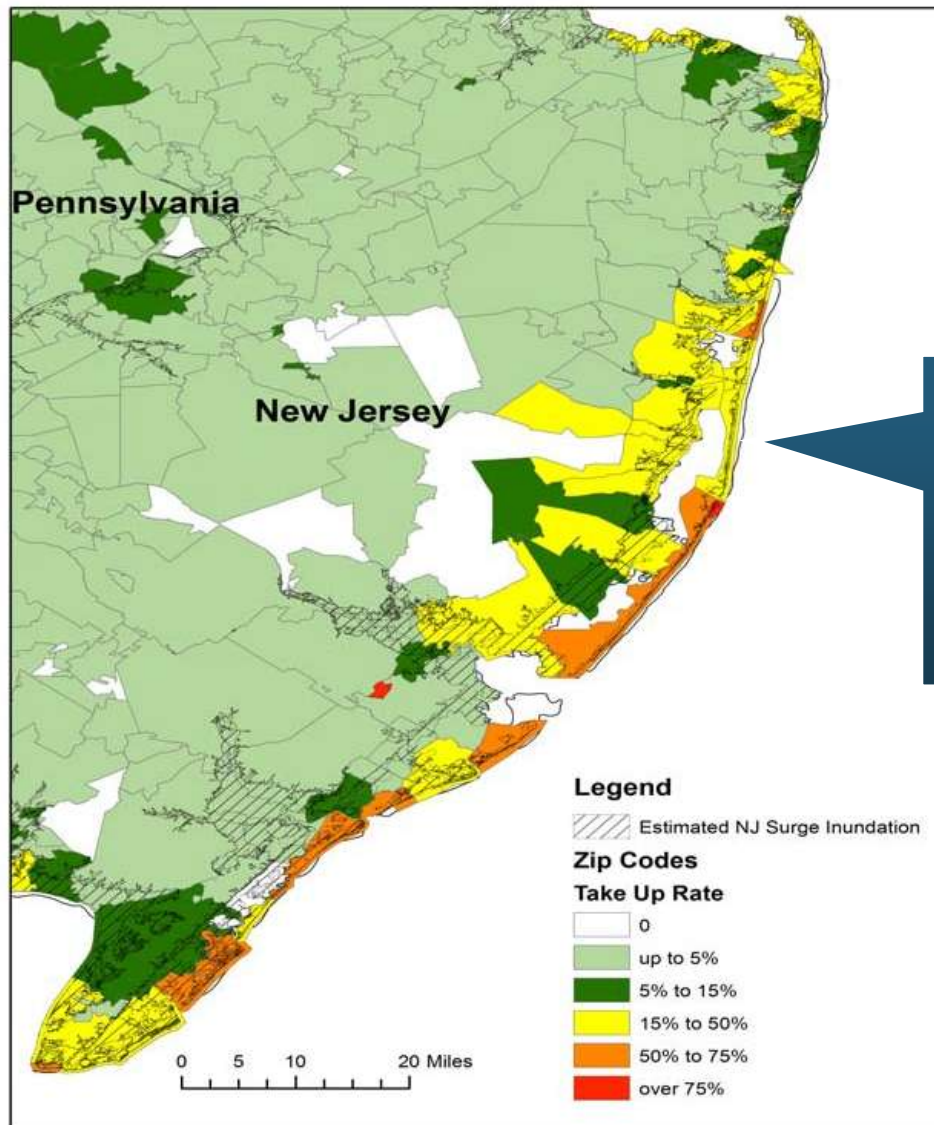 Pennsylvania
New Jersey
Legend
Estimated NJ Surge Inundation
Zip Codes
Take Up Rate
0
up to 5%
5% to 15%
15% to 50%
50% to 75%
over 75%
0 5 10 20 Miles